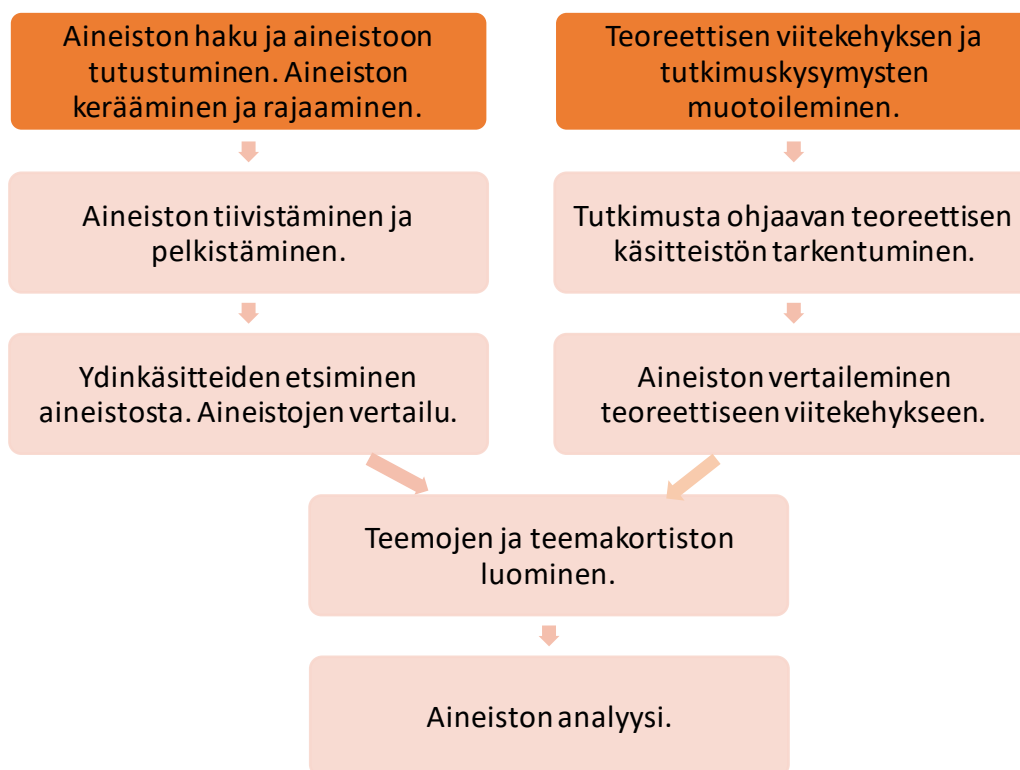 Aineiston haku ja aineistoon
tutustuminen. Aineiston
kerääminen ja rajaaminen.
Teoreettisen viitekehyksen ja
tutkimuskysymysten
muotoileminen.
Aineiston tiivistäminen ja
pelkistäminen.
Tutkimusta ohjaavan teoreettisen
käsitteistön tarkentuminen.
Ydinkäsitteiden etsiminen
aineistosta. Aineistojen vertailu.
Aineiston vertaileminen
teoreettiseen viitekehykseen.
Teemojen ja teemakortiston
luominen.
Aineiston analyysi.